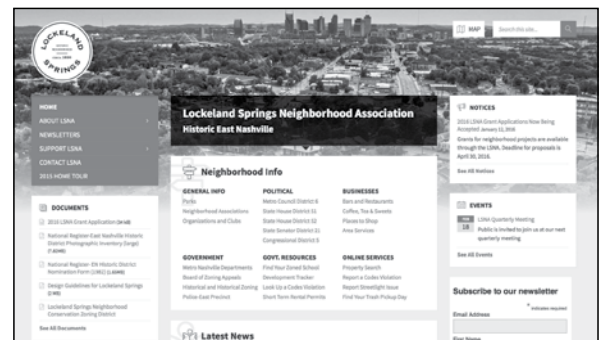 LOCKELAND
SPRINGS
MAP
Search this site...
HOME
ABOUT LSNA
NEWSLETTERS
SUPPORT LSNA
CONTACT LSNA
2015 HOME TOUR
DOCUMENTS
2016 LSNA Grant Application
National Register-East Nashville Historic
District Photographic Inventory (large)
National Register- Elk Historic District
Nomination Form (1982)
Design Guidelines for Lockeland Springs
Lockeland Springs Neighborhood
Conservation Zoning District
See All Documents
Lockeland Springs Neighborhood Association
Historic East Nashville
Neighborhood Info
GENERAL INFO
Parks
Neighborhood Associations
Organizations and Clubs
POLITICAL
Metro Council District 6
State House District 51
State House District 52
State Senator District 21
Congressional District 5
BUSINESSES
Bars and Restaurants
Coffee, Tea & Sweets
Places to Shop
Area Services
GOVERNMENT
Metro Nashville Departments
Board of Zoning Appeals
Historical and Historical Zoning
Police-East Precinct
GOVT. RESOURCES
Find Your Zoned School
Development Tracker
Look Up a Codes Violation
Short Term Rental Permits
ONLINE SERVICES
Property Search
Report a Codes Violation
Report Streetlight Issue
Find Your Trash Pickup Day
Latest News
NOTICES
2016 LSNA Grant Applications Now Being
Accepted January 12, 2016
Grants for neighborhood projects are available
through the LSNA. Deadline for proposals is
April 30, 2016.
See All Notices
EVENTS
18
LSNA Quarterly Meeting
Public is invited to join us at our next
quarterly meeting
See All Events
Subscribe to our newsletter
* indicates required
Email Address
First Name